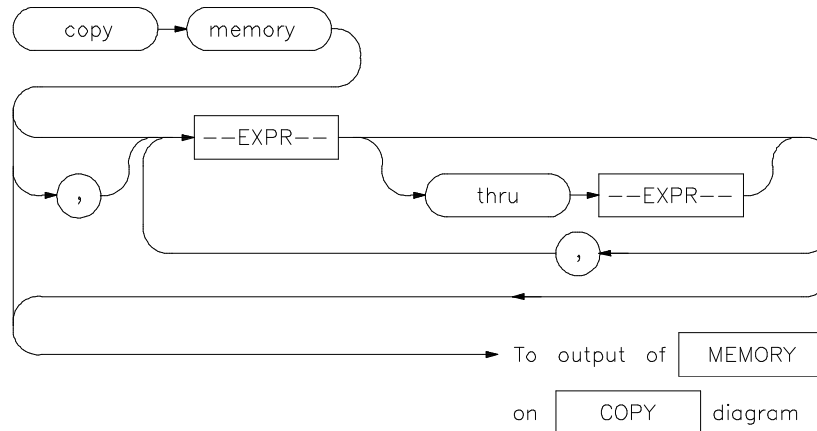 copy memory
--EXPR--
, thru --EXPR--
,
To output of MEMORY
on COPY diagram